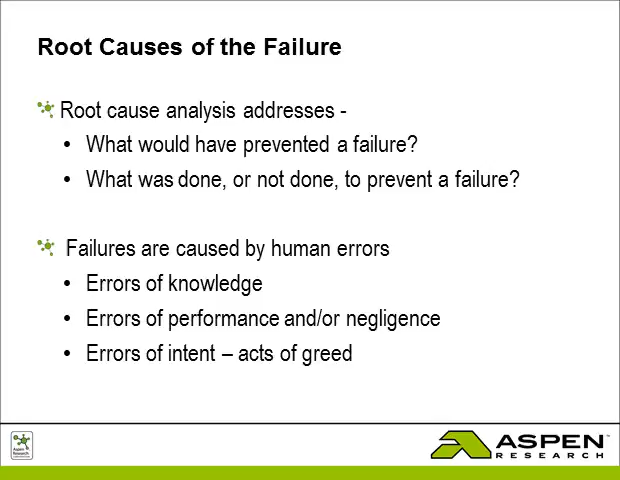 Root Causes of the Failure
Root cause analysis addresses -
• What would have prevented a failure?
• What was done, or not done, to prevent a failure?
Failures are caused by human errors
• Errors of knowledge
• Errors of performance and/or negligence
• Errors of intent – acts of greed
Aspen
Research
ASPEN™
RESEARCH